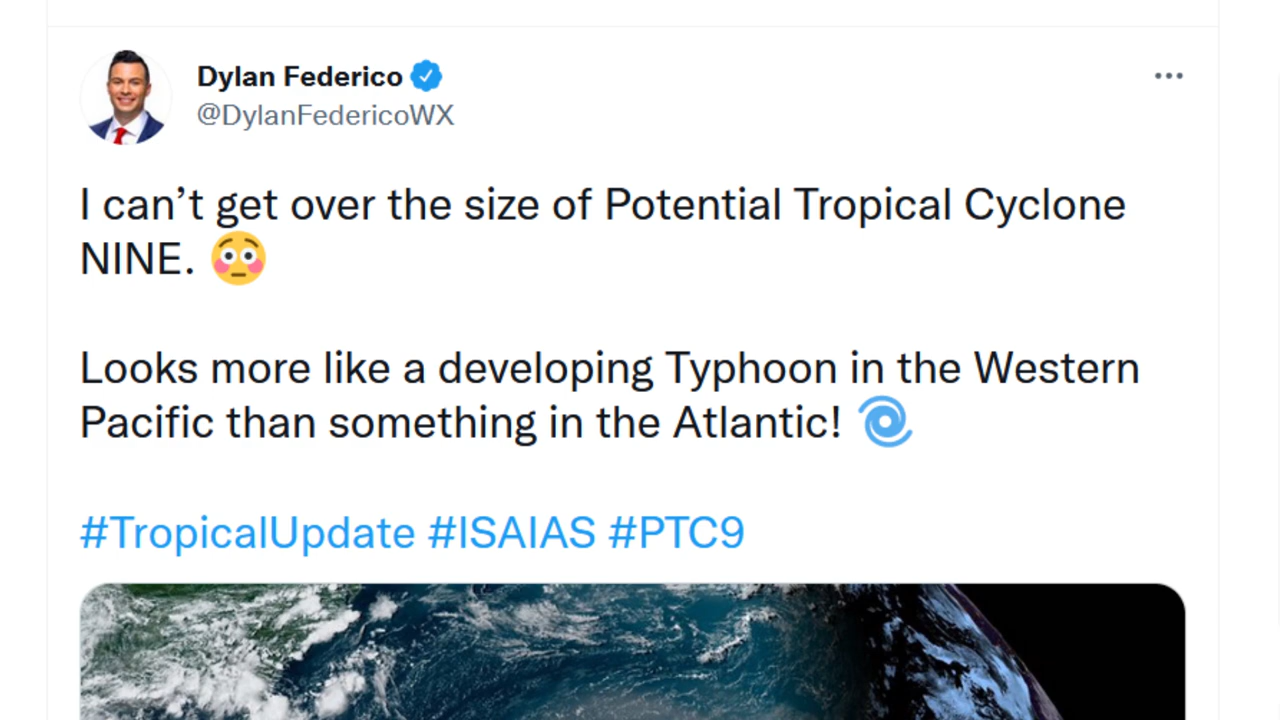 Dylan Federico
@DylanFedericoWX
I can’t get over the size of Potential Tropical Cyclone
NINE. 😳
Looks more like a developing Typhoon in the Western
Pacific than something in the Atlantic! 🌀
#TropicalUpdate #ISAIAS #PTC9